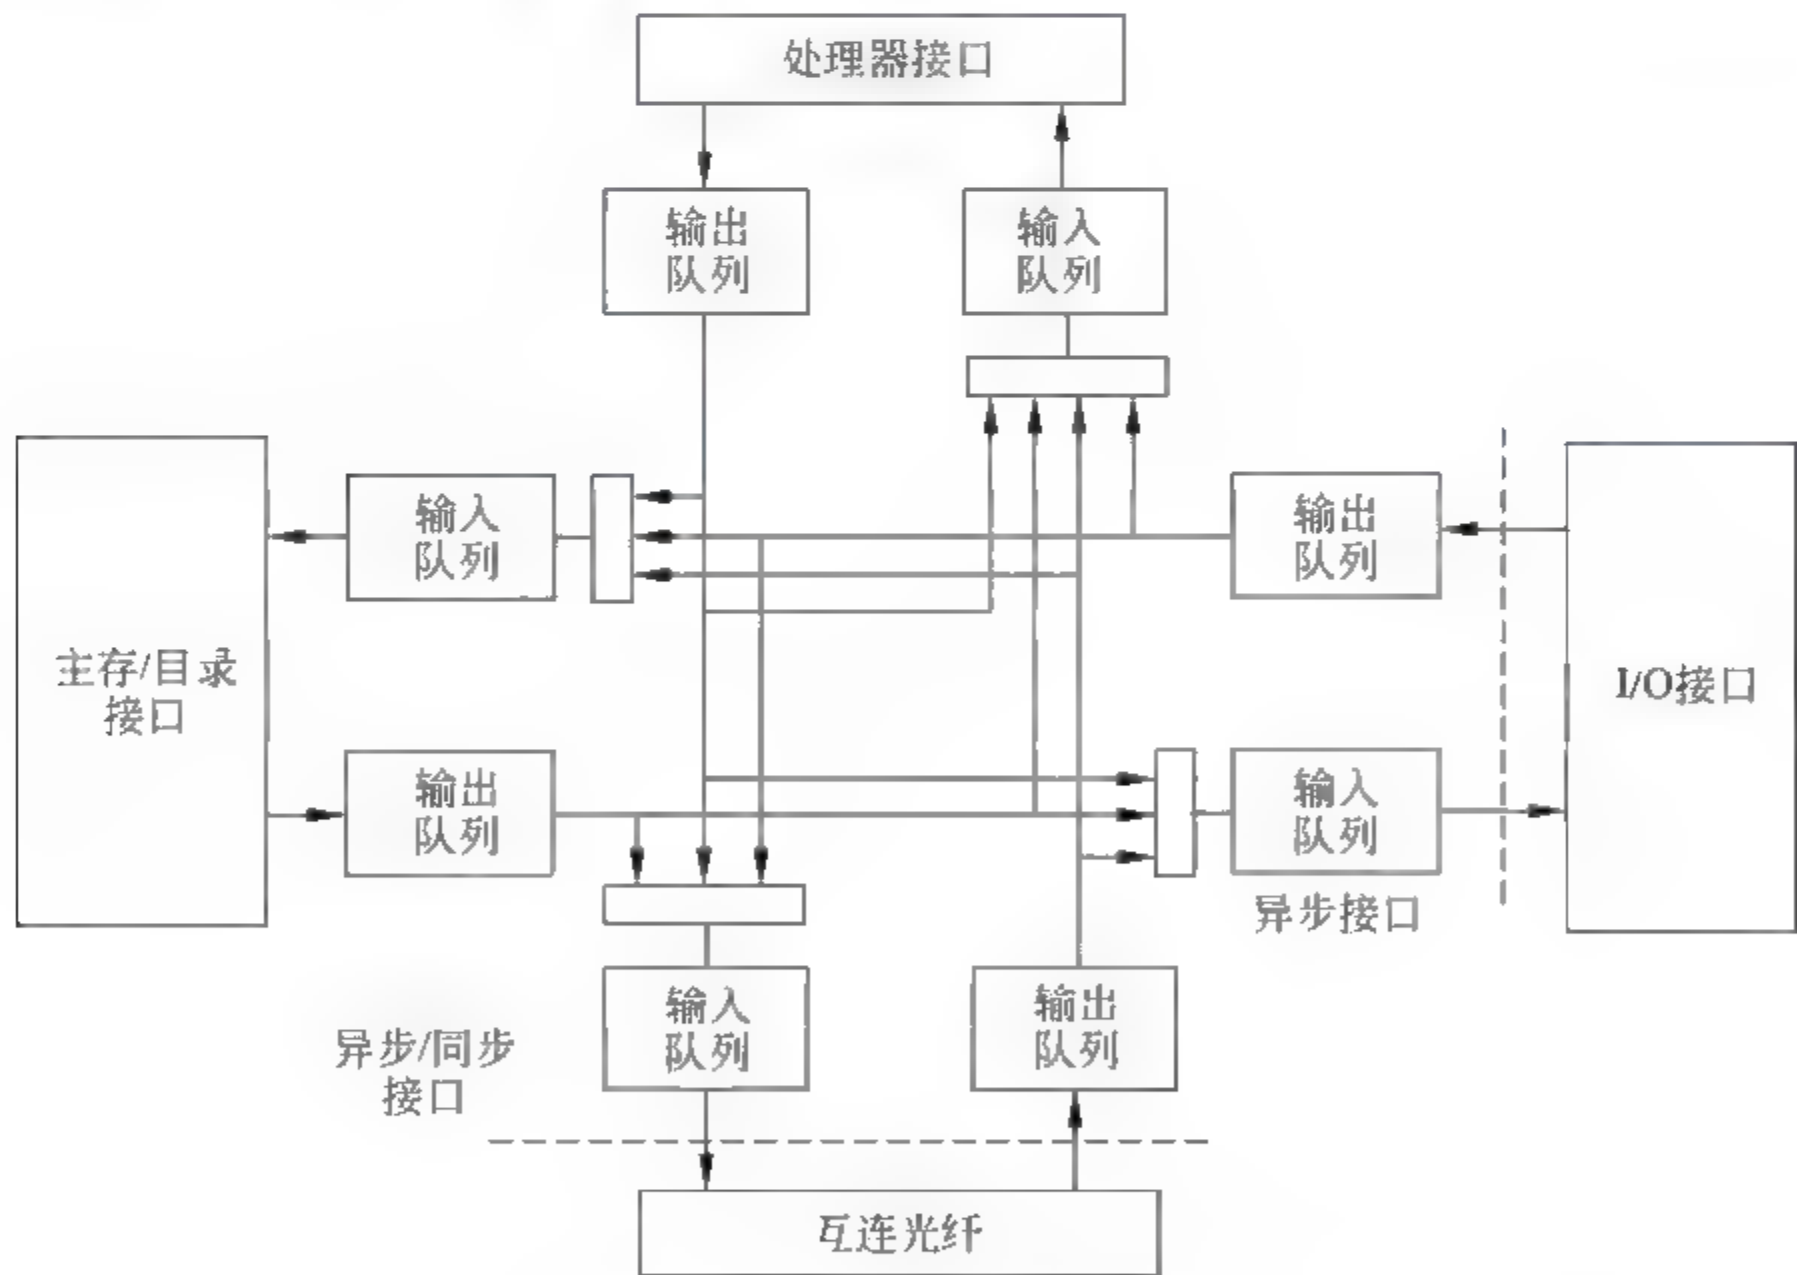 处理器接口
输出
队列
输入
队列
输入
队列
输出
队列
主存/目录
接口
I/O接口
输出
队列
输入
队列
异步接口
异步/同步
接口
输入
队列
输出
队列
互连光纤